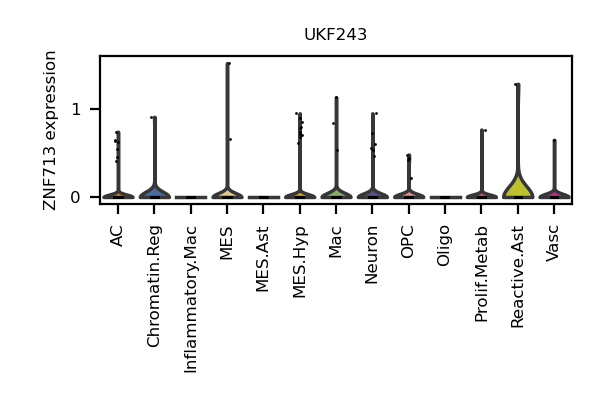 UKF243
ZNF713 expression
1
0
AC
Chromatin.Reg
Inflammatory.Mac
MES
MES.Ast
MES.Hyp
Mac
Neuron
OPC
Oligo
Prolif.Metab
Reactive.Ast
Vasc